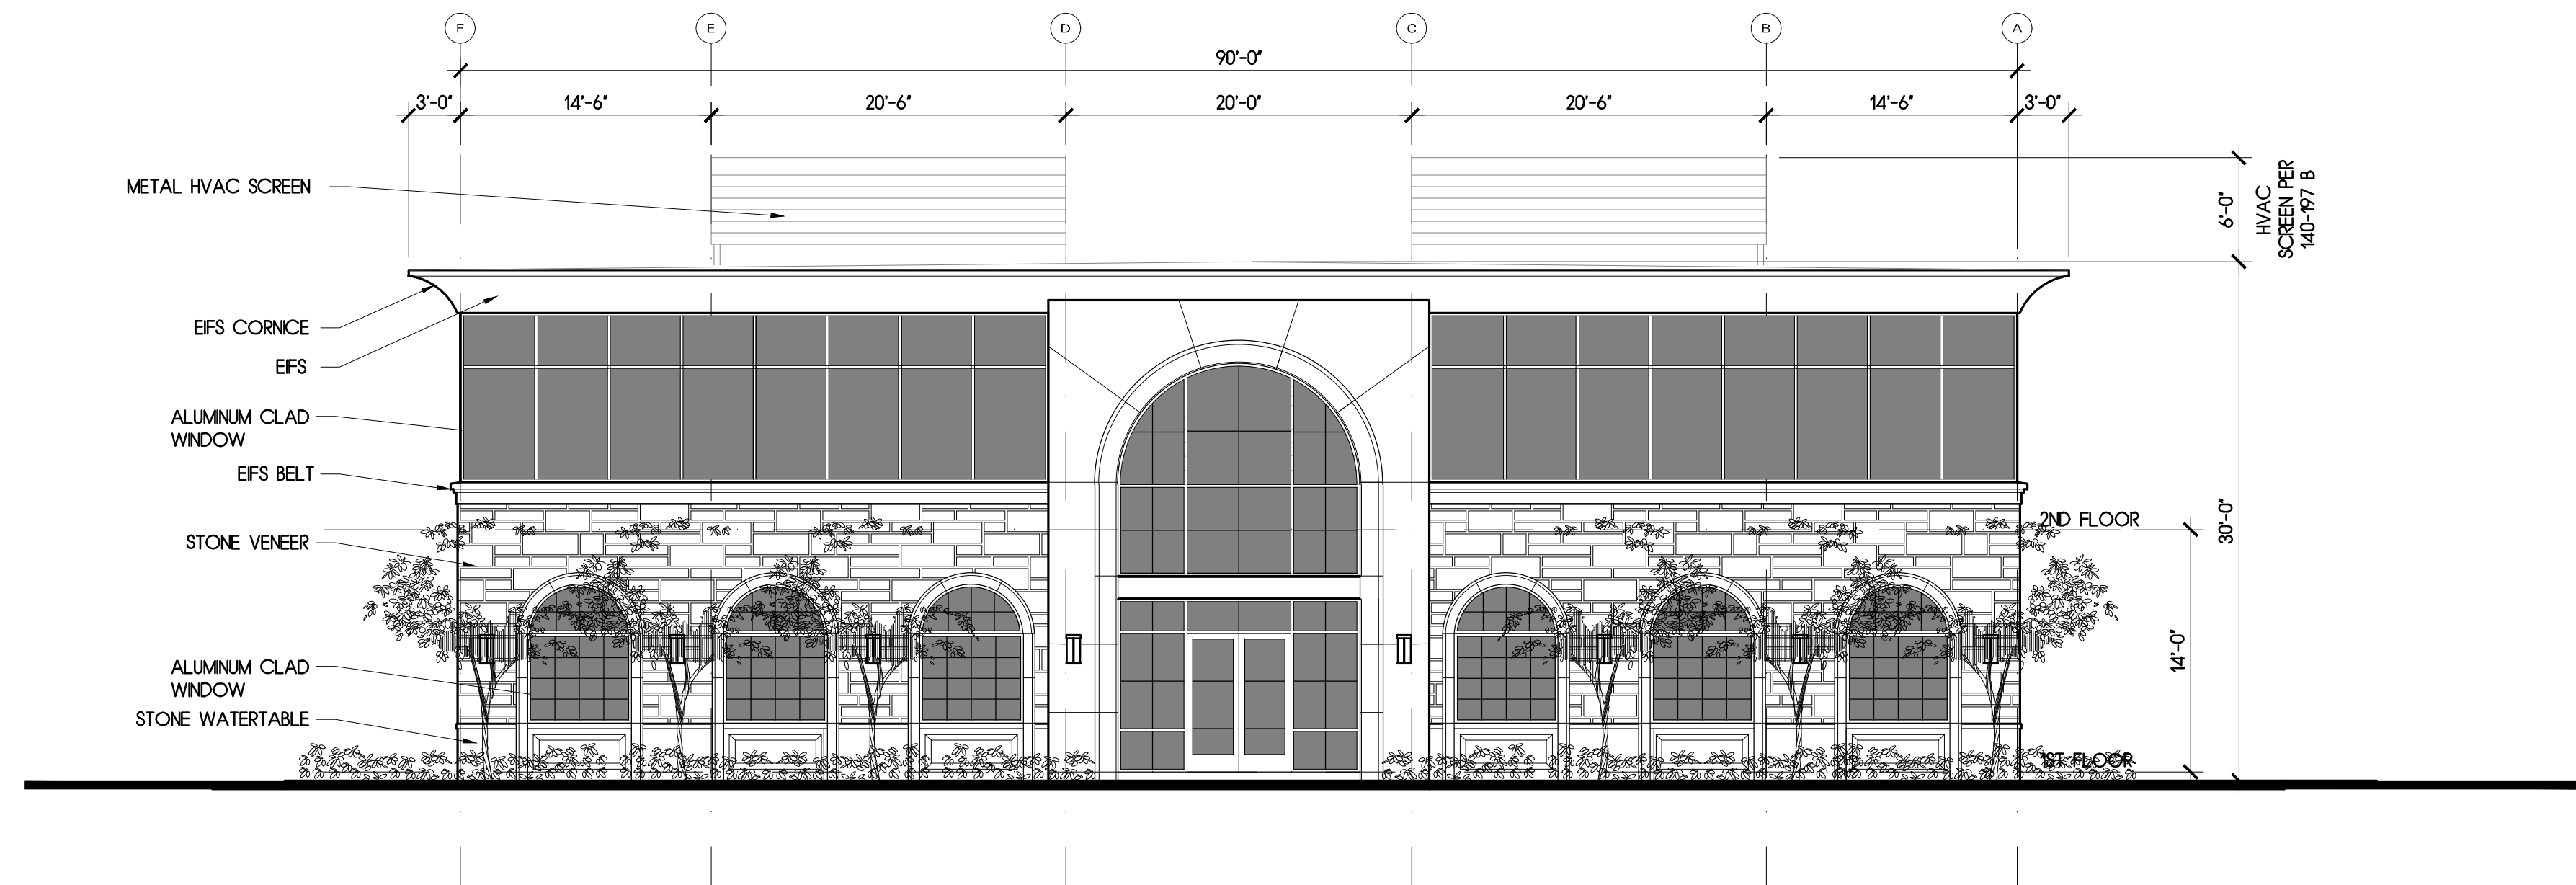 F E D C B A
90'-0"
3'-0" 14'-6" 20'-6" 20'-0" 20'-6" 14'-6" 3'-0"
METAL HVAC SCREEN
6'-0"
HVAC
SCREEN PER
140-197 B
EIFS CORNICE
EIFS
ALUMINUM CLAD
WINDOW
EIFS BELT
STONE VENEER
2ND FLOOR
30'-0"
14'-0"
ALUMINUM CLAD
WINDOW
STONE WATERTABLE
1ST FLOOR